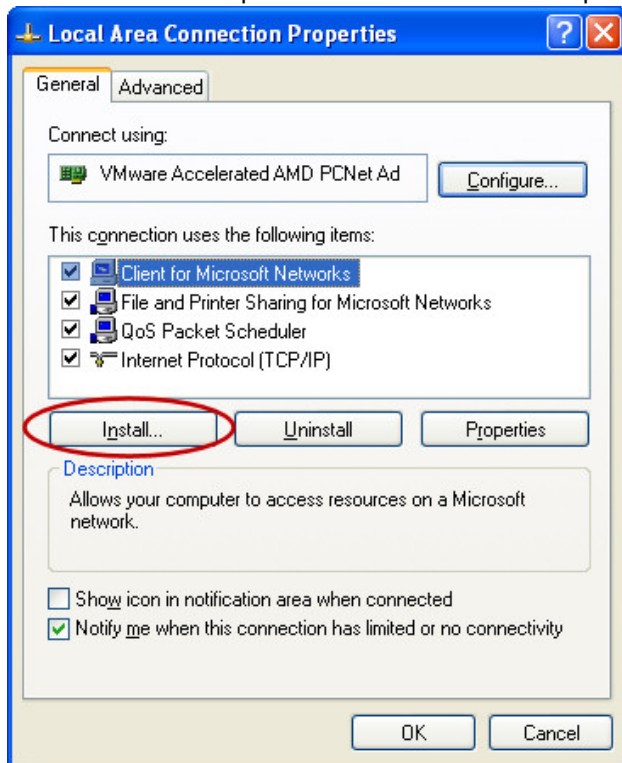 Local Area Connection Properties
General Advanced
Connect using:
VMware Accelerated AMD PCNet Ad Configure...
This connection uses the following items:
Client for Microsoft Networks
File and Printer Sharing for Microsoft Networks
QoS Packet Scheduler
Internet Protocol (TCP/IP)
Install... Uninstall Properties
Description
Allows your computer to access resources on a Microsoft
network.
Show icon in notification area when connected
Notify me when this connection has limited or no connectivity
OK Cancel